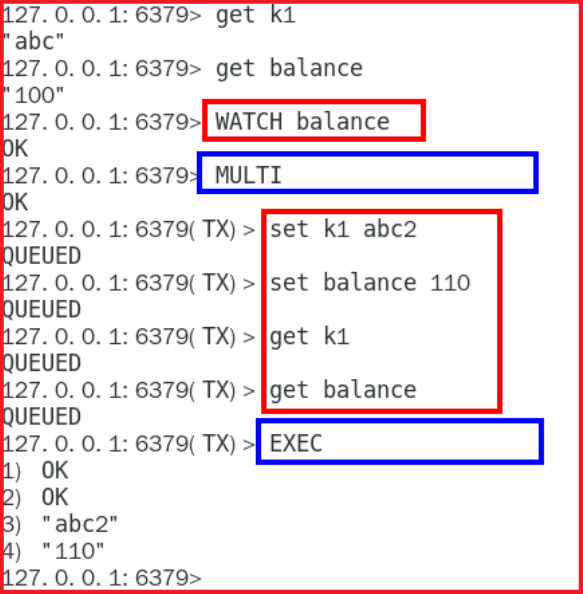 127.0.0.1:6379> get k1
"abc"
127.0.0.1:6379> get balance
"100"
127.0.0.1:6379> WATCH balance
OK
127.0.0.1:6379> MULTI
OK
127.0.0.1:6379(TX)> set k1 abc2
QUEUED
127.0.0.1:6379(TX)> set balance 110
QUEUED
127.0.0.1:6379(TX)> get k1
QUEUED
127.0.0.1:6379(TX)> get balance
QUEUED
127.0.0.1:6379(TX)> EXEC
1) OK
2) OK
3) "abc2"
4) "110"
127.0.0.1:6379>